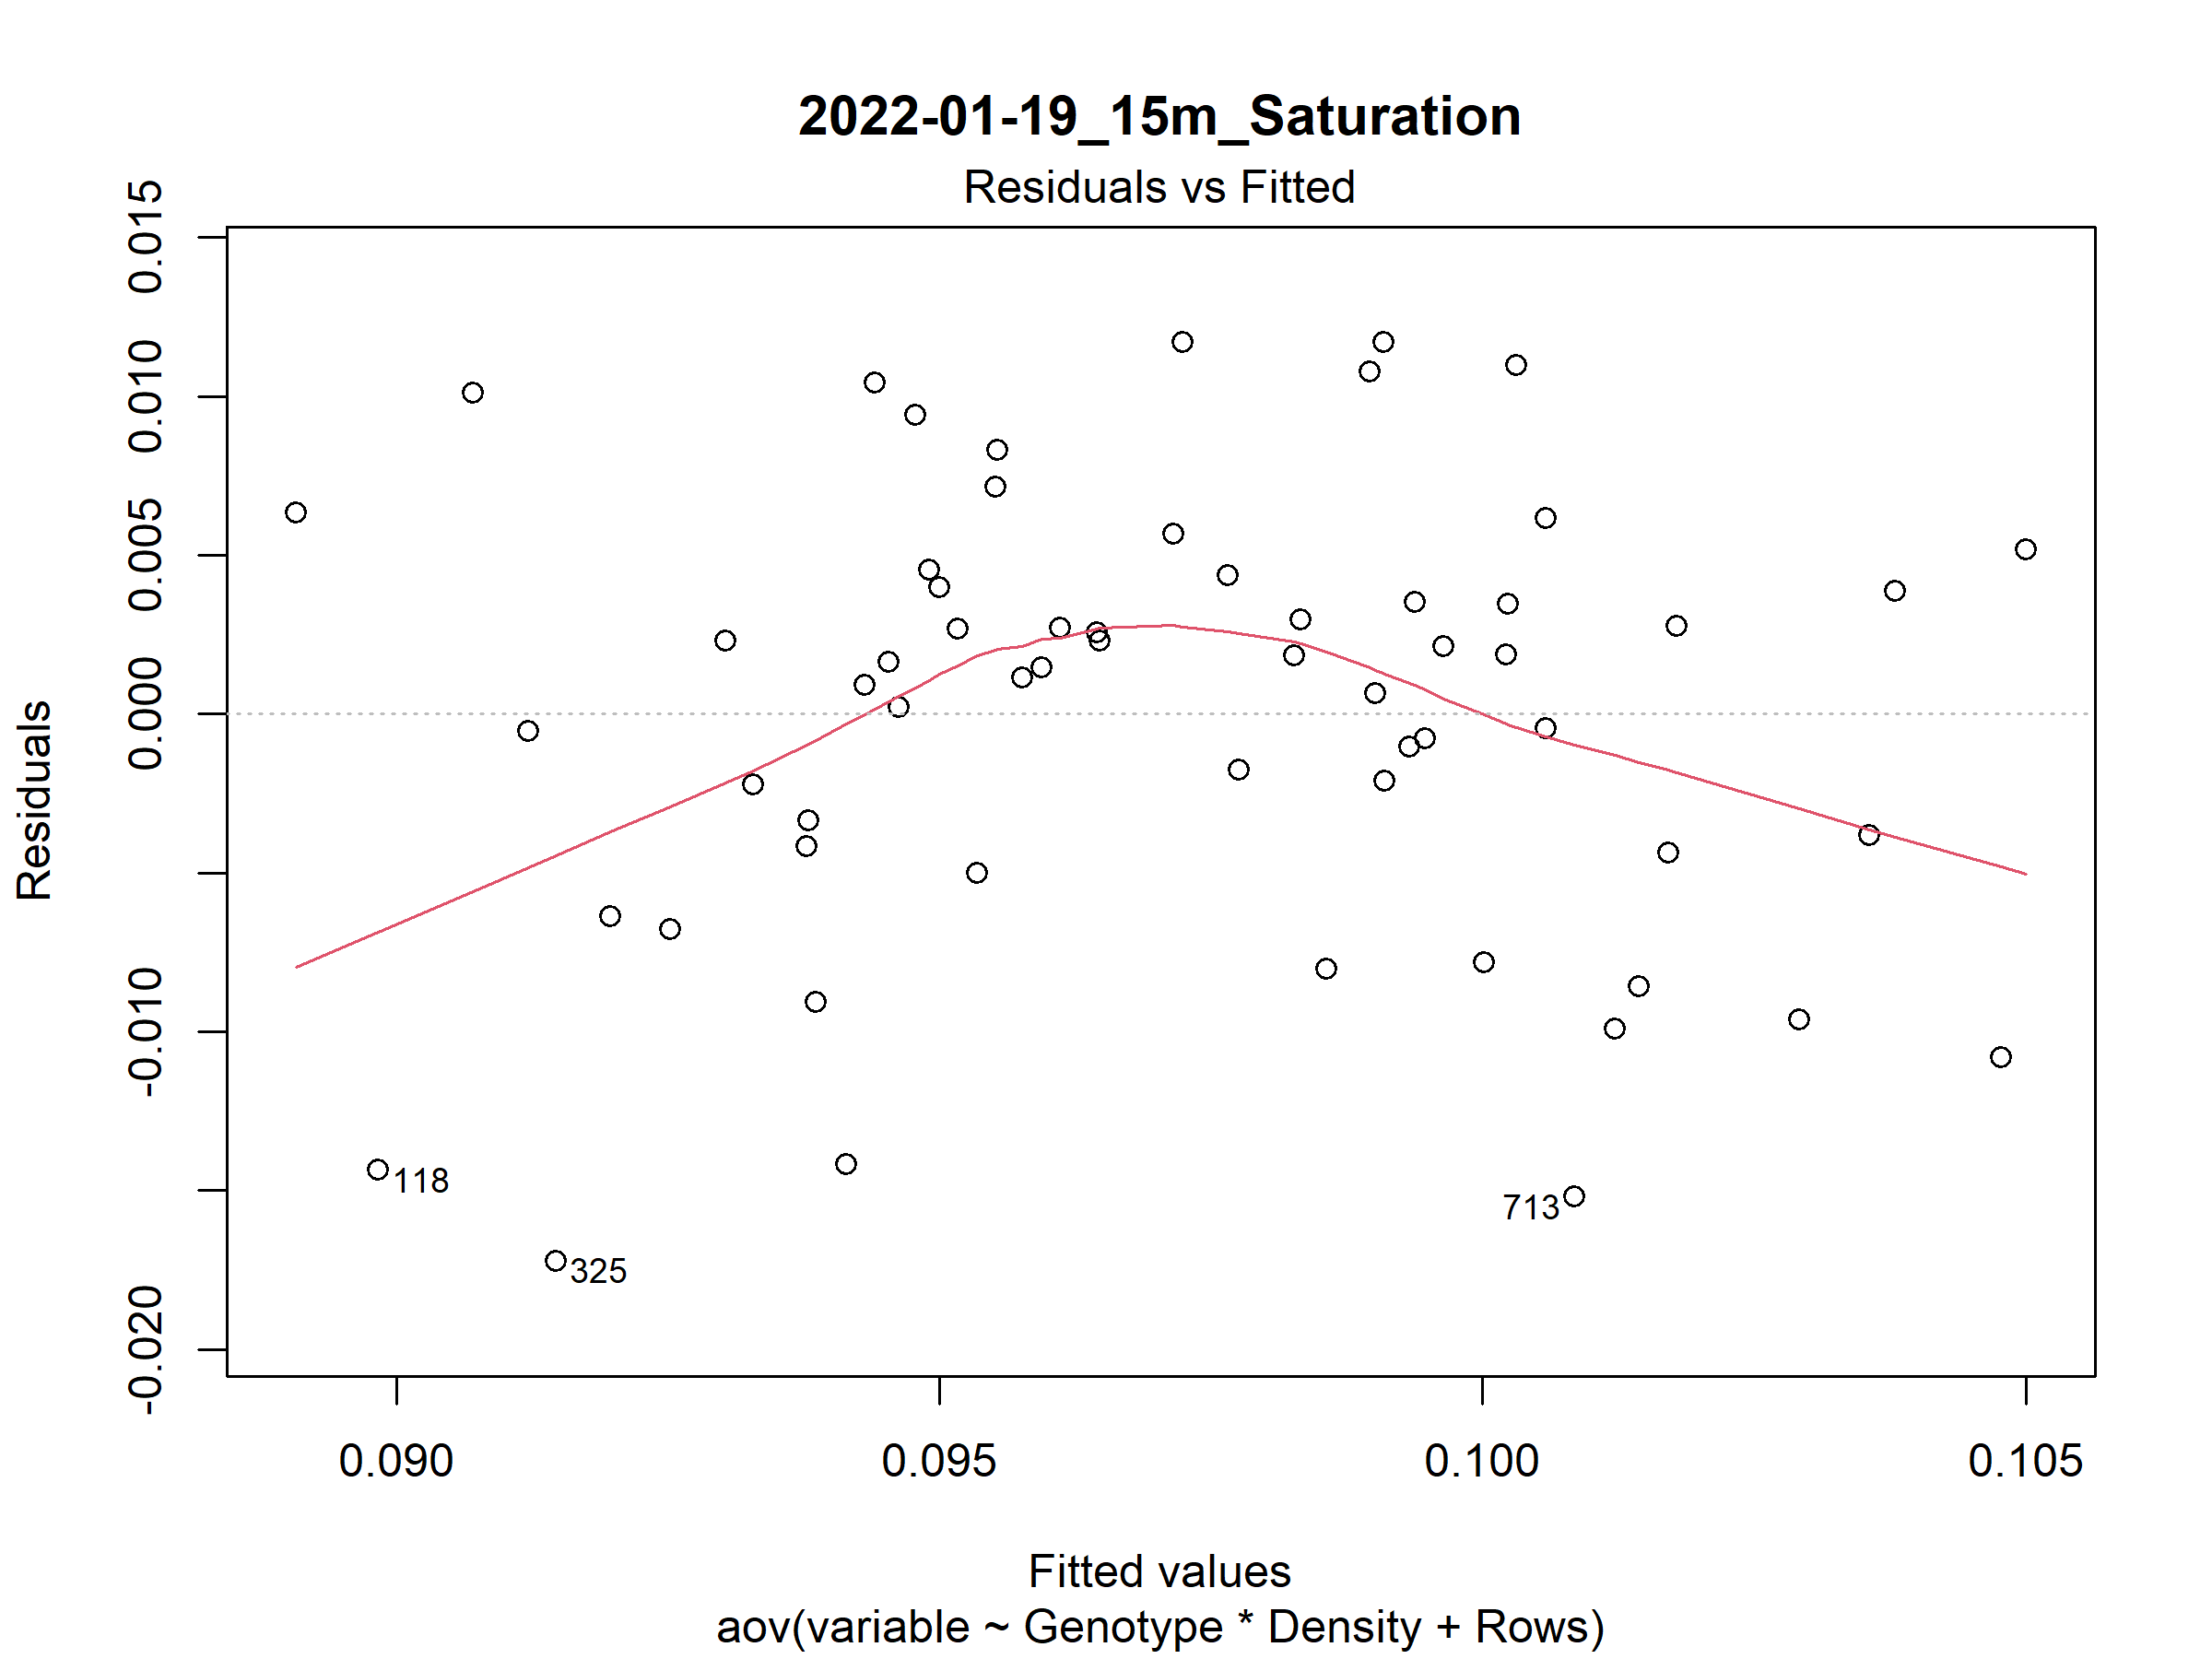 2022-01-19_15m_Saturation
Residuals vs Fitted
Residuals
0.015
0.010
0.005
0.000
-0.010
-0.020
118
325
713
0.090
0.095
0.100
0.105
Fitted values
aov(variable ~ Genotype * Density + Rows)